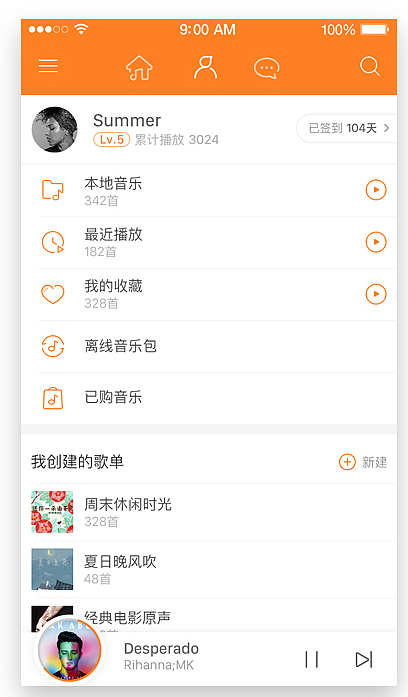 9:00 AM
100%
Summer
Lv.5 累计播放 3024
已签到 104天
本地音乐
342首
最近播放
182首
我的收藏
328首
离线音乐包
已购音乐
我创建的歌单
新建
周末休闲时光
328首
夏日晚风吹
48首
经典电影原声
Desperado
Rihanna;MK